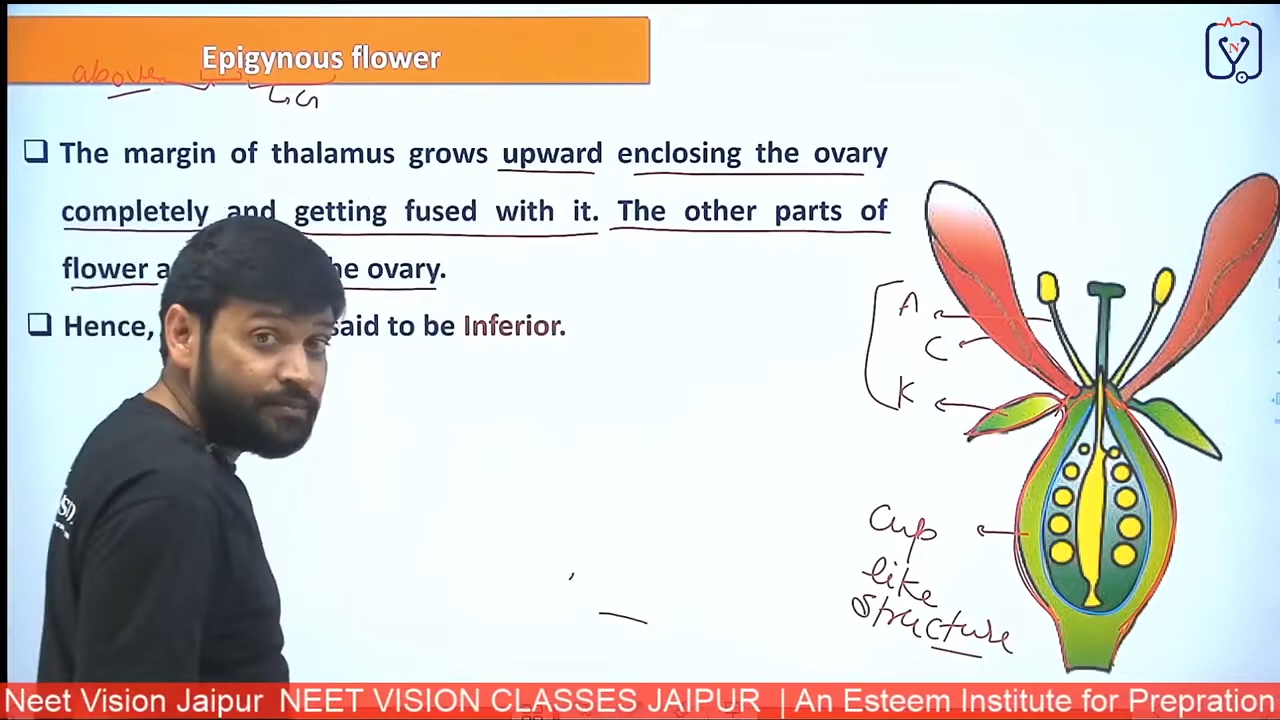 Epigynous flower
above
G
N
The margin of thalamus grows upward enclosing the ovary
completely and getting fused with it. The other parts of
flower a he ovary.
Hence, said to be Inferior.
A
C
K
Cup
like
structure
Neet Vision Jaipur NEET VISION CLASSES JAIPUR | An Esteem Institute for Prepration